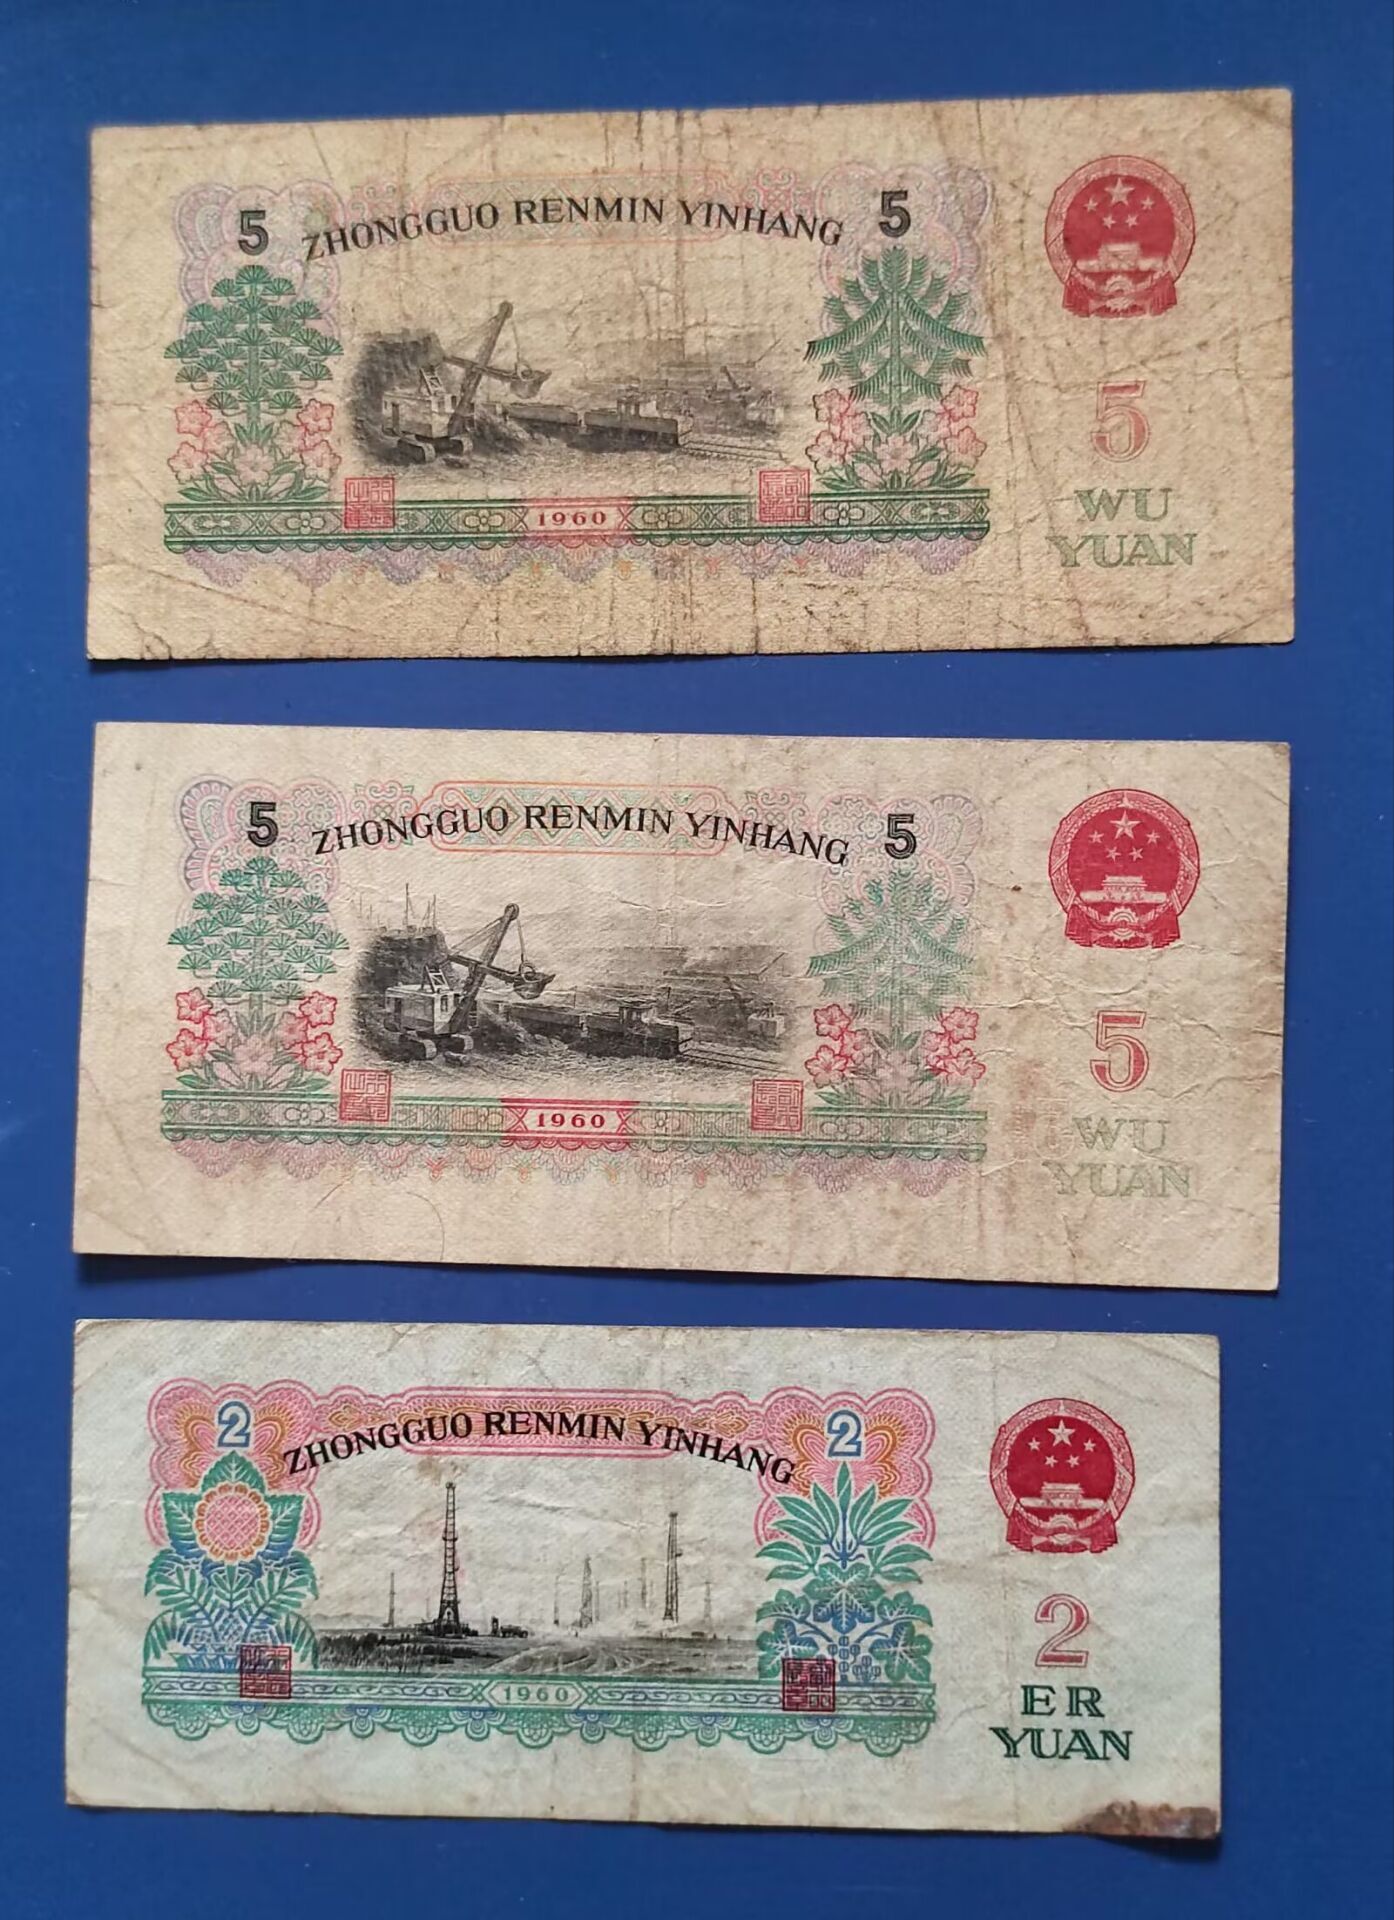 5 ZHONGGUO RENMIN YINHANG 5
5
1960
WU
YUAN
5 ZHONGGUO RENMIN YINHANG 5
5
1960
WU
YUAN
2 ZHONGGUO RENMIN YINHANG 2
2
1960
ER
YUAN